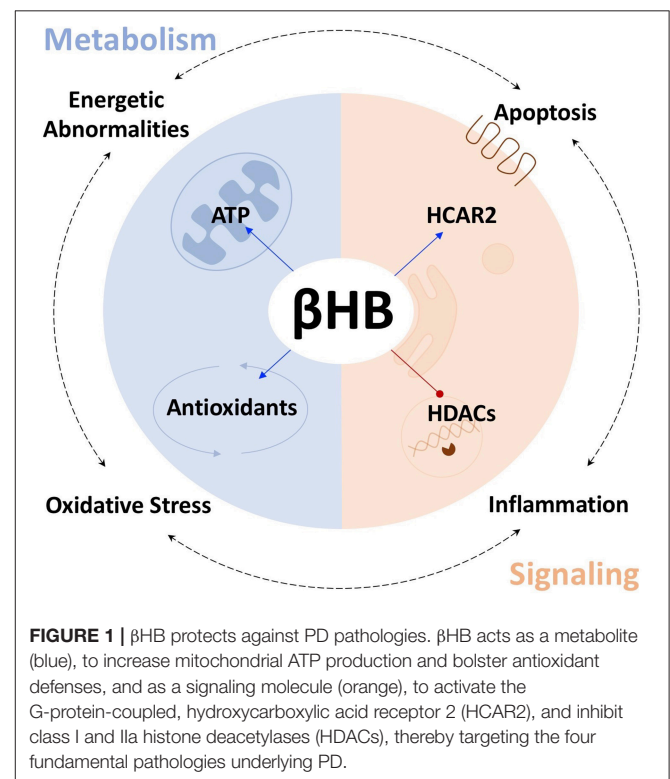 Metabolism
Energetic
Abnormalities
Apoptosis
ATP
HCAR2
βHB
Antioxidants
HDACs
Oxidative Stress
Inflammation
Signaling
FIGURE 1 | βHB protects against PD pathologies. βHB acts as a metabolite
(blue), to increase mitochondrial ATP production and bolster antioxidant
defenses, and as a signaling molecule (orange), to activate the
G-protein-coupled, hydroxycarboxylic acid receptor 2 (HCAR2), and inhibit
class I and IIa histone deacetylases (HDACs), thereby targeting the four
fundamental pathologies underlying PD.